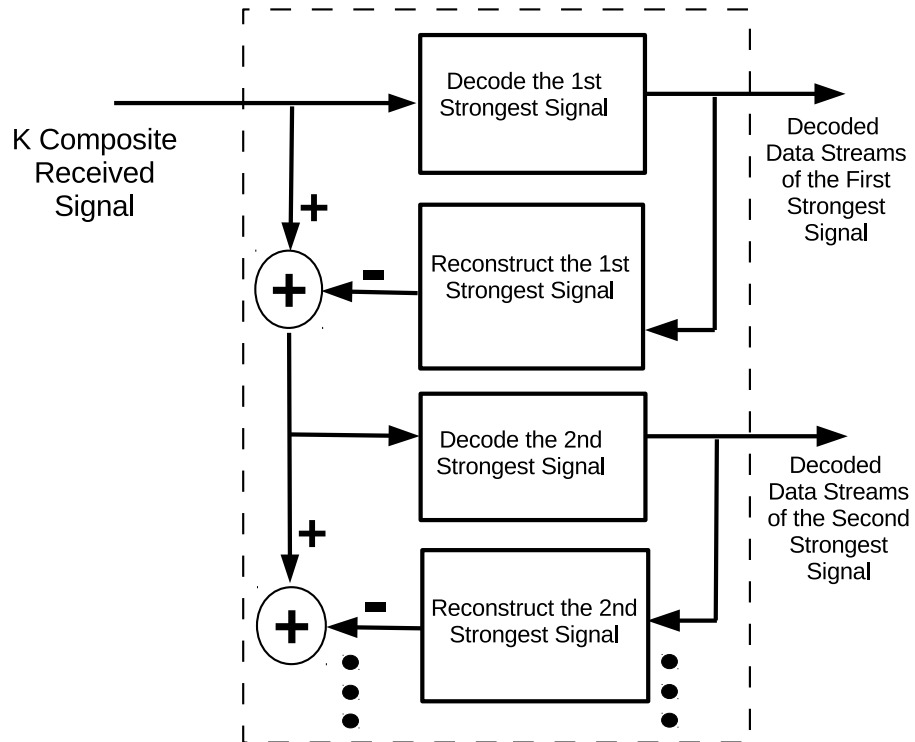 Decode the 1st
Strongest Signal
K Composite
Received
Signal
Decoded
Data Streams
of the First
Strongest
Signal
+
+
-
Reconstruct the 1st
Strongest Signal
Decode the 2nd
Strongest Signal
Decoded
Data Streams
of the Second
Strongest
Signal
+
+
-
Reconstruct the 2nd
Strongest Signal